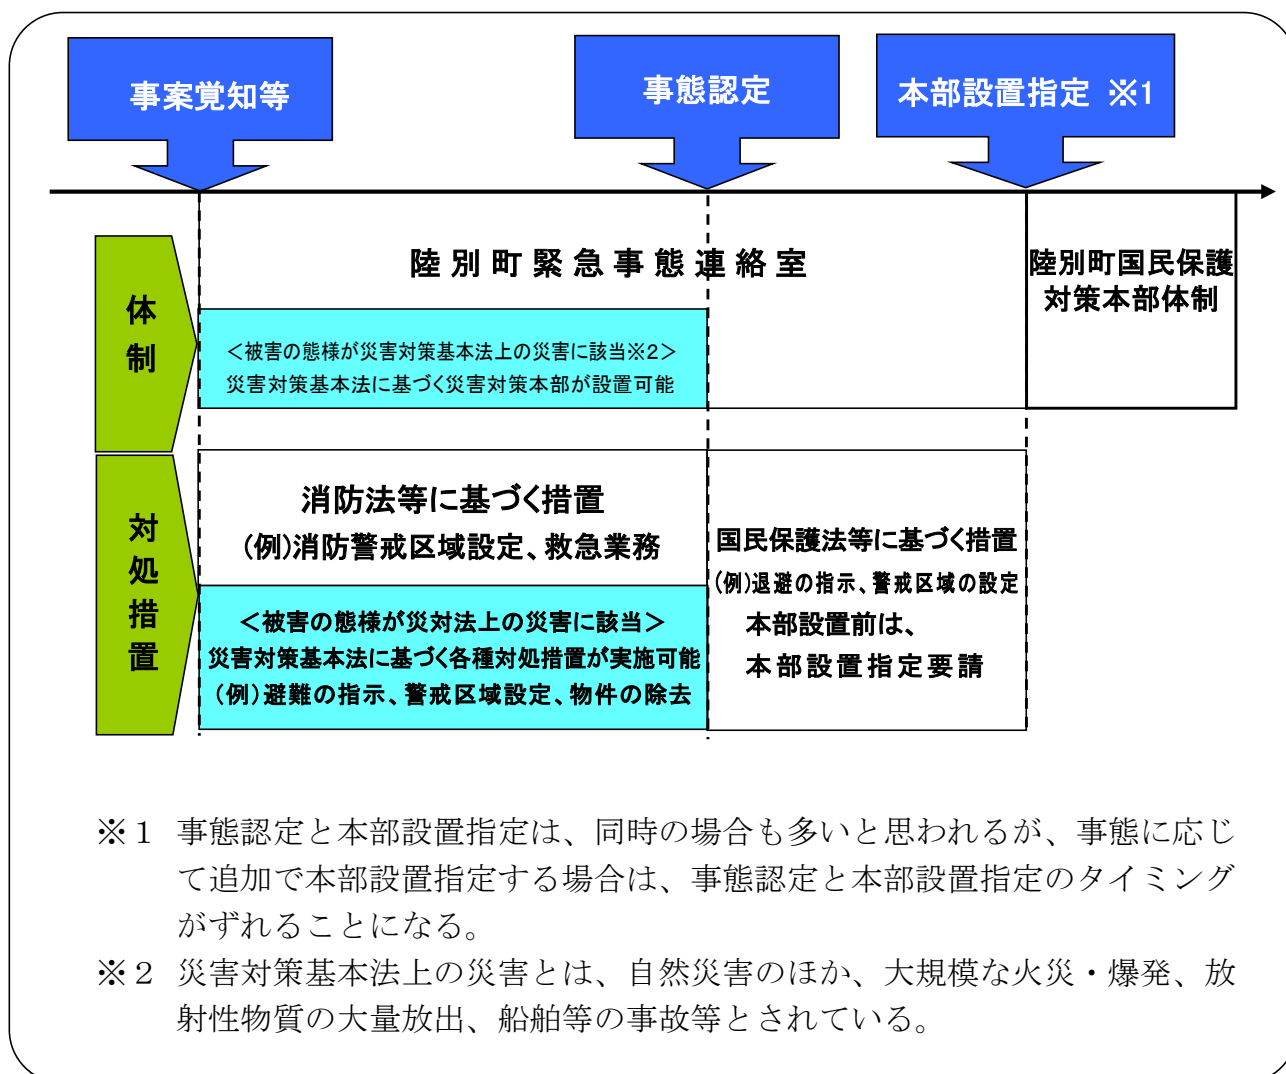 事案覚知等
事態認定
本部設置指定 ※1
体制
陸別町緊急事態連絡室
陸別町国民保護
対策本部体制
＜被害の態様が災害対策基本法上の災害に該当※2＞
災害対策基本法に基づく災害対策本部が設置可能
対処措置
消防法等に基づく措置
(例)消防警戒区域設定、救急業務
＜被害の態様が災対法上の災害に該当＞
災害対策基本法に基づく各種対処措置が実施可能
(例)避難の指示、警戒区域設定、物件の除去
国民保護法等に基づく措置
(例)退避の指示、警戒区域の設定
本部設置前は、
本部設置指定要請
※１ 事態認定と本部設置指定は、同時の場合も多いと思われるが、事態に応じ
て追加で本部設置指定する場合は、事態認定と本部設置指定のタイミング
がずれることになる。
※２ 災害対策基本法上の災害とは、自然災害のほか、大規模な火災・爆発、放
射性物質の大量放出、船舶等の事故等とされている。